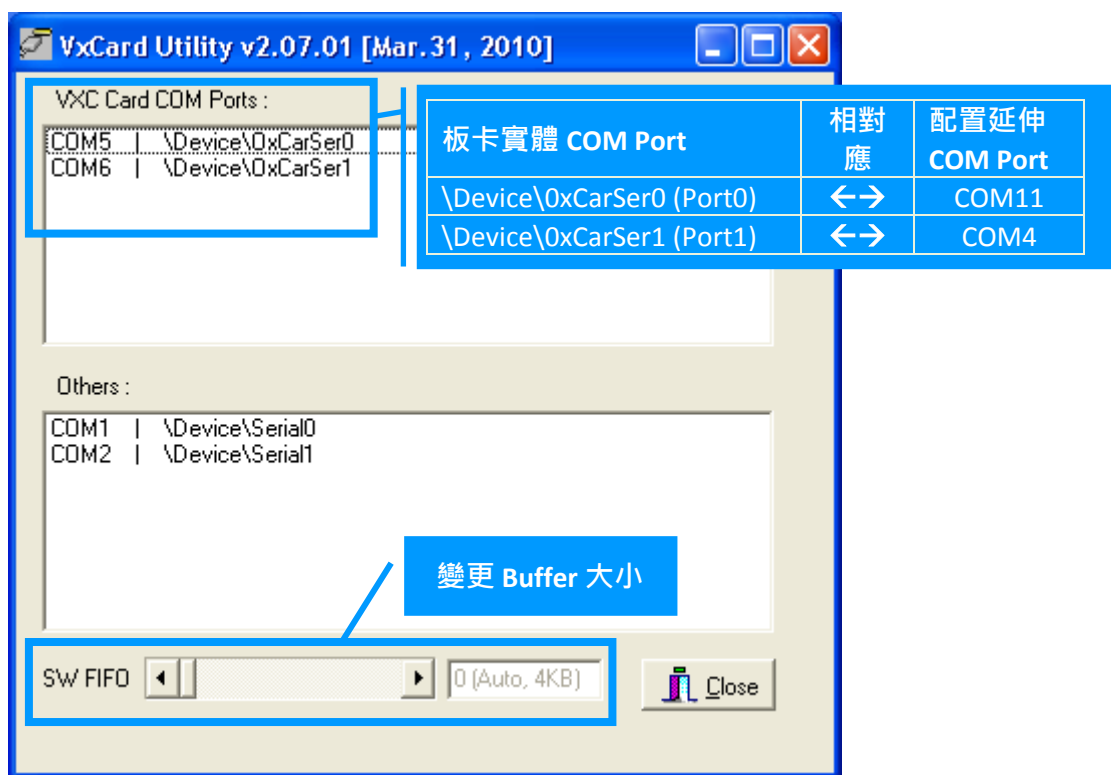 VxCard Utility v2.07.01 [Mar.31, 2010]
VXC Card COM Ports :
COM5 | \Device\0xCarSer0
COM6 | \Device\0xCarSer1
板卡實體 COM Port
相對應
配置延伸 COM Port
\Device\0xCarSer0 (Port0)
←→
COM11
\Device\0xCarSer1 (Port1)
←→
COM4
Others :
COM1 | \Device\Serial0
COM2 | \Device\Serial1
變更 Buffer 大小
SW FIFO
0 (Auto, 4KB)
Close